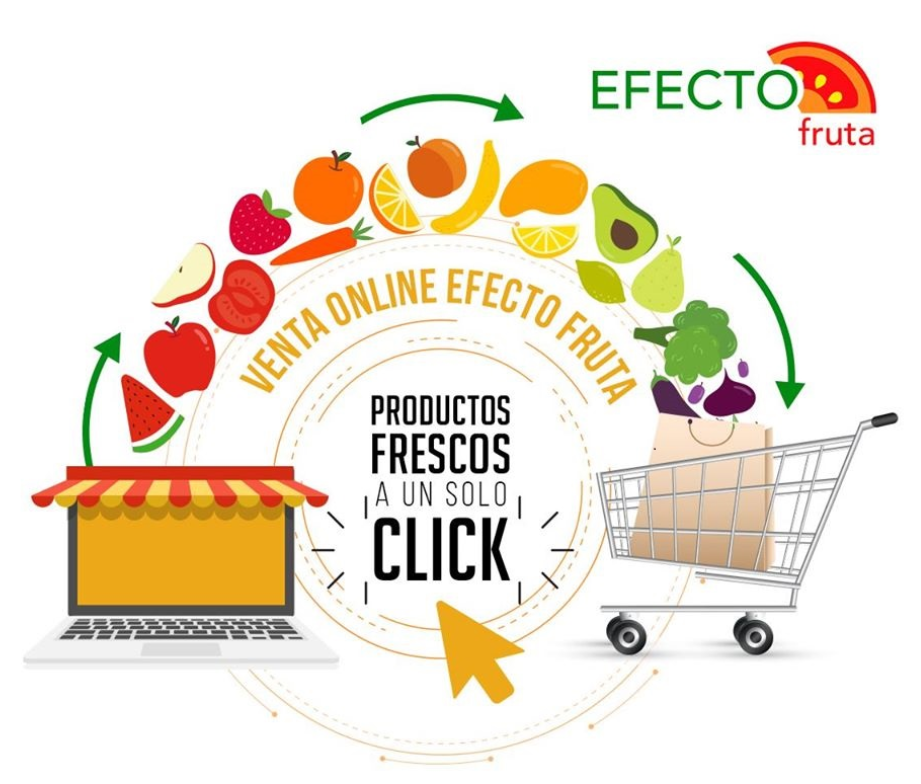 EFECTO
fruta
VENTA ONLINE EFECTO FRUTA
PRODUCTOS
FRESCOS
A UN SOLO
CLICK